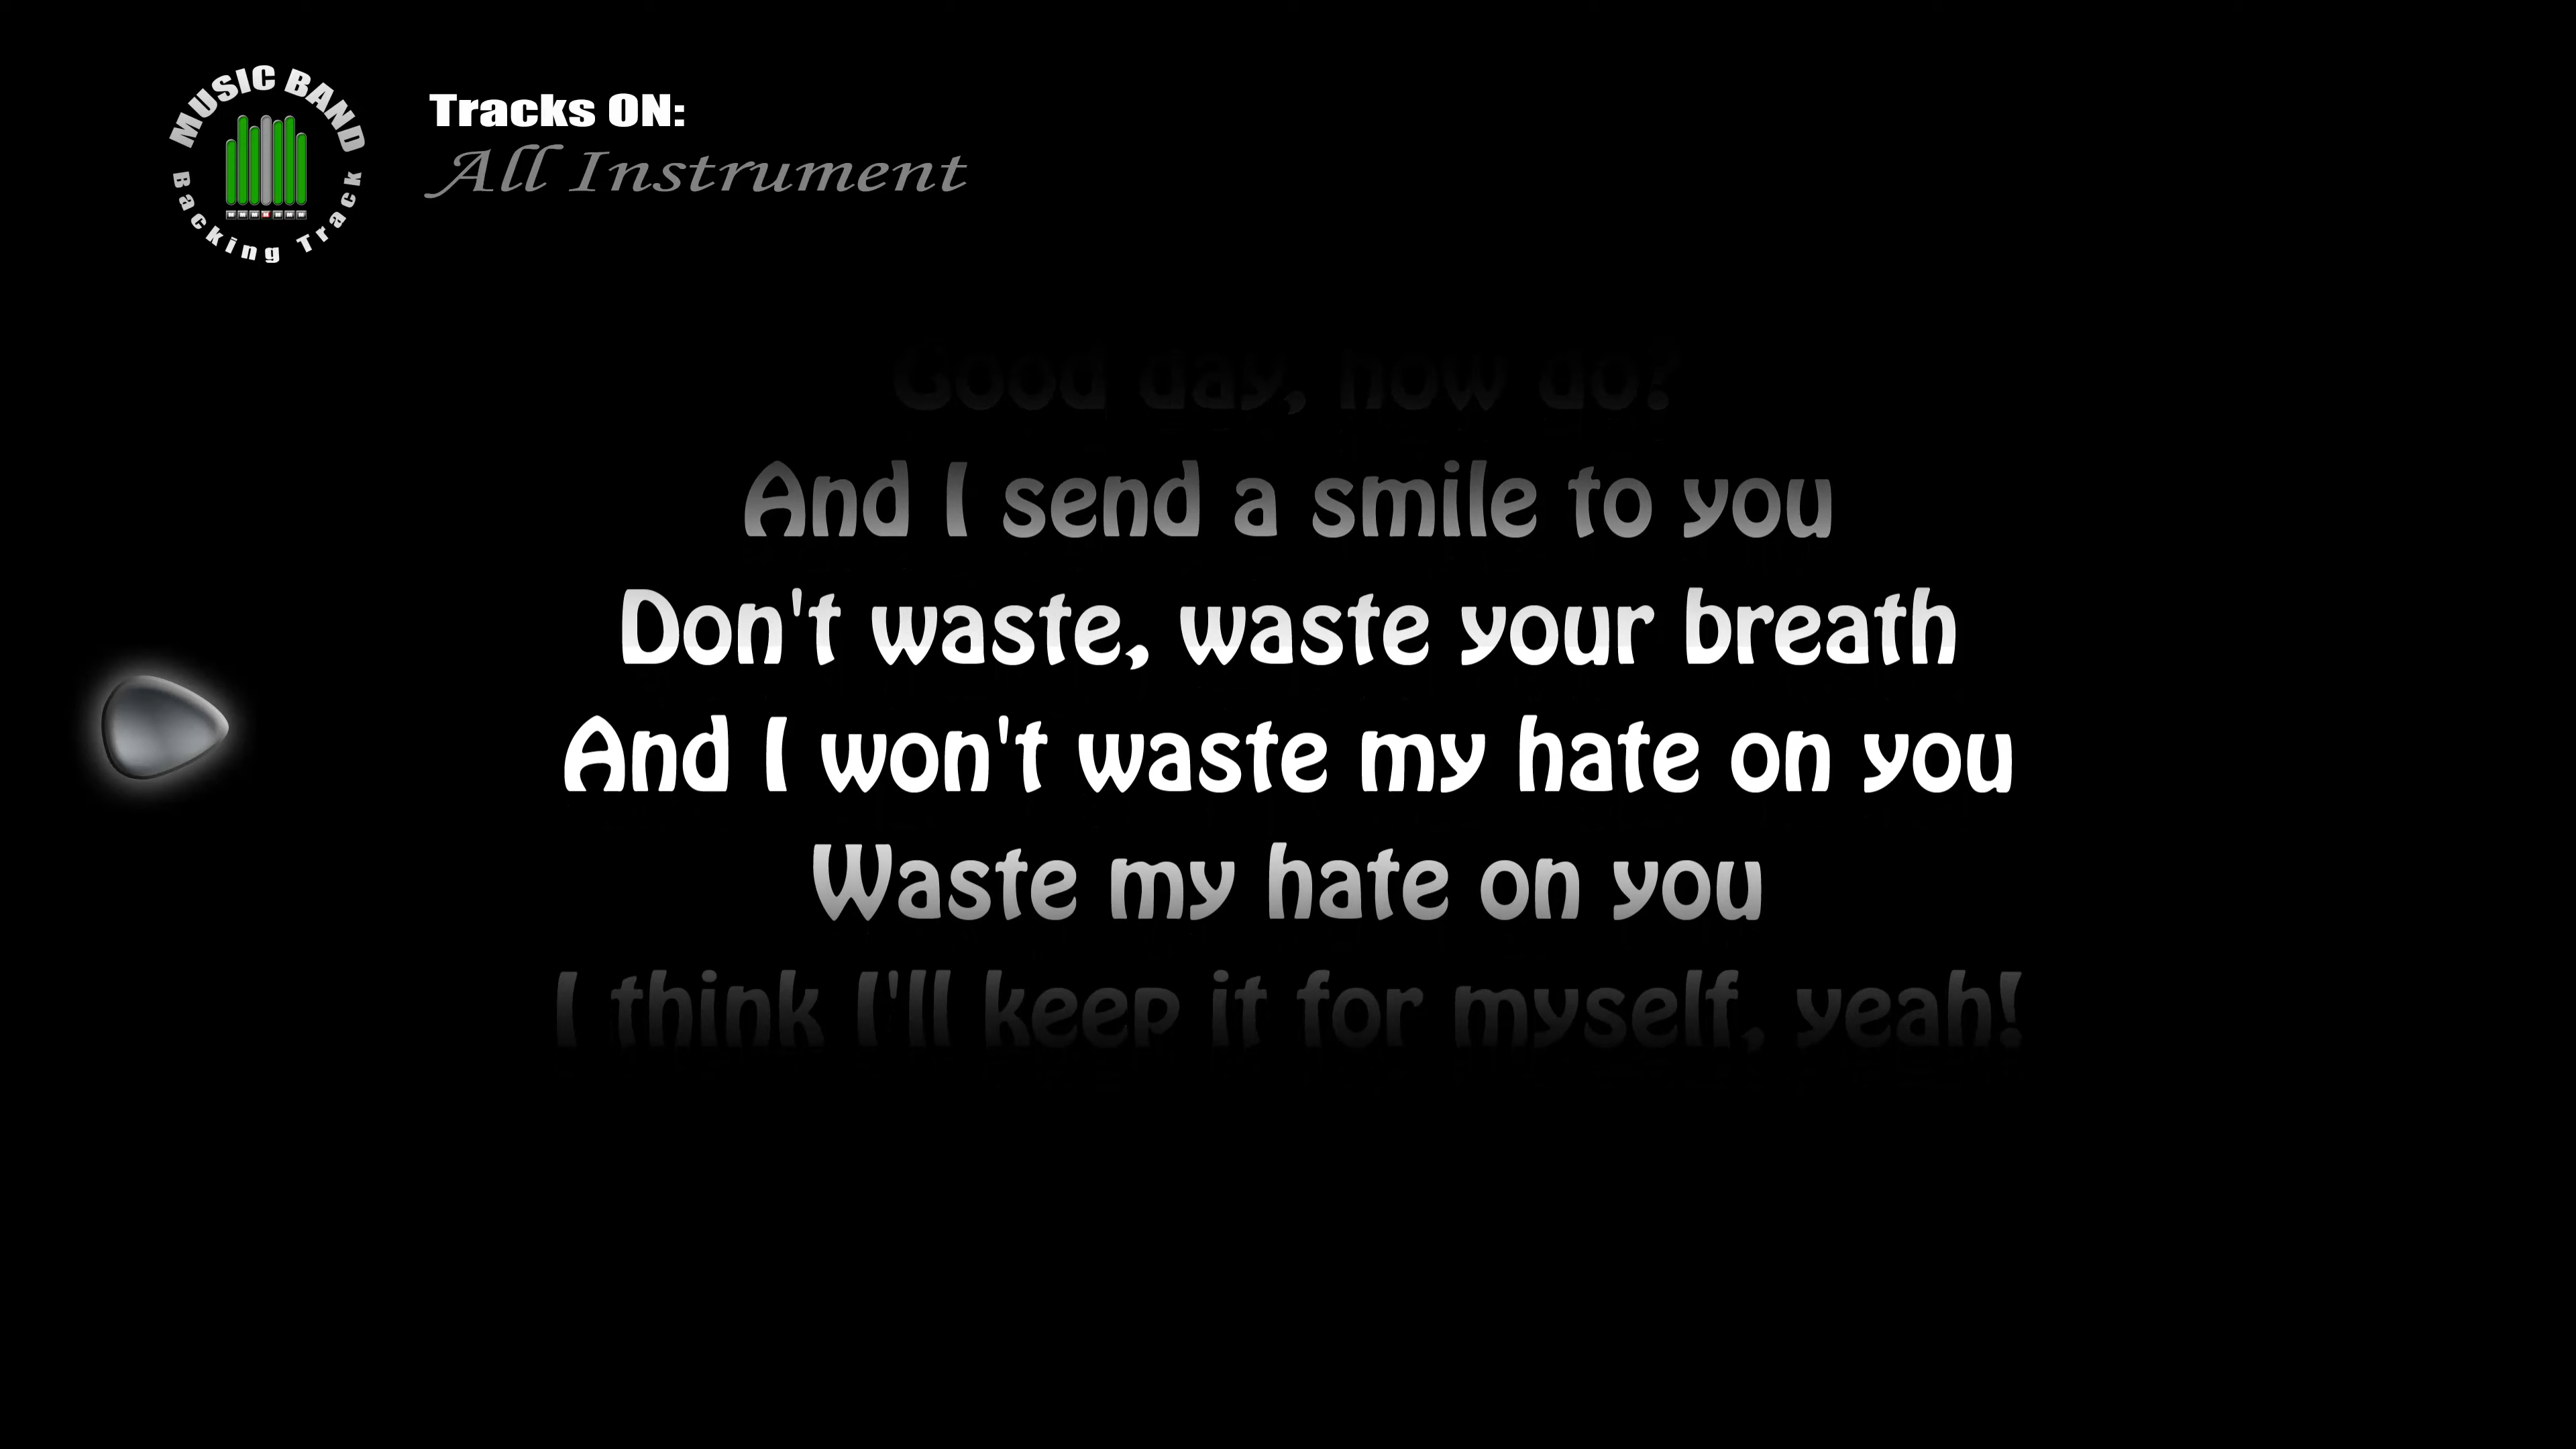 MUSIC BAND
Backing Track
Tracks ON:
All Instrument
Good day, how do?
And I send a smile to you
Don't waste, waste your breath
And I won't waste my hate on you
Waste my hate on you
I think I'll keep it for myself, yeah!